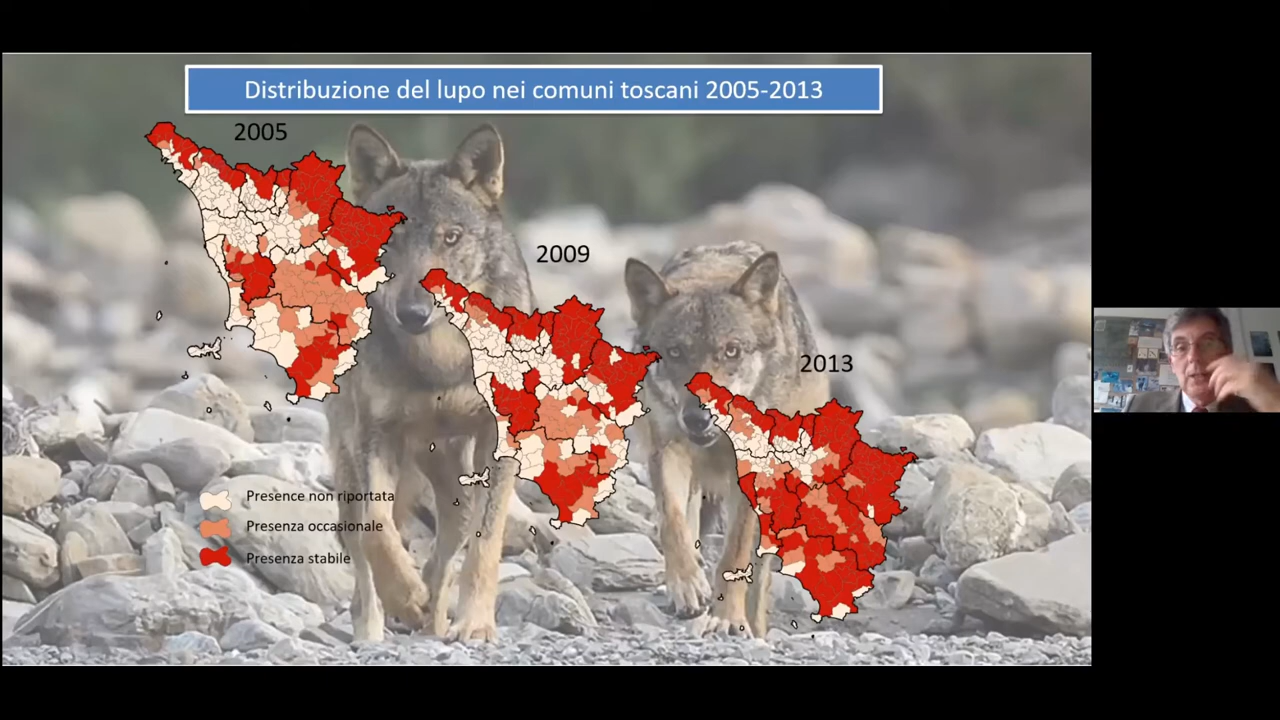 Distribuzione del lupo nei comuni toscani 2005-2013
2005
2009
2013
Presence non riportata
Presenza occasionale
Presenza stabile